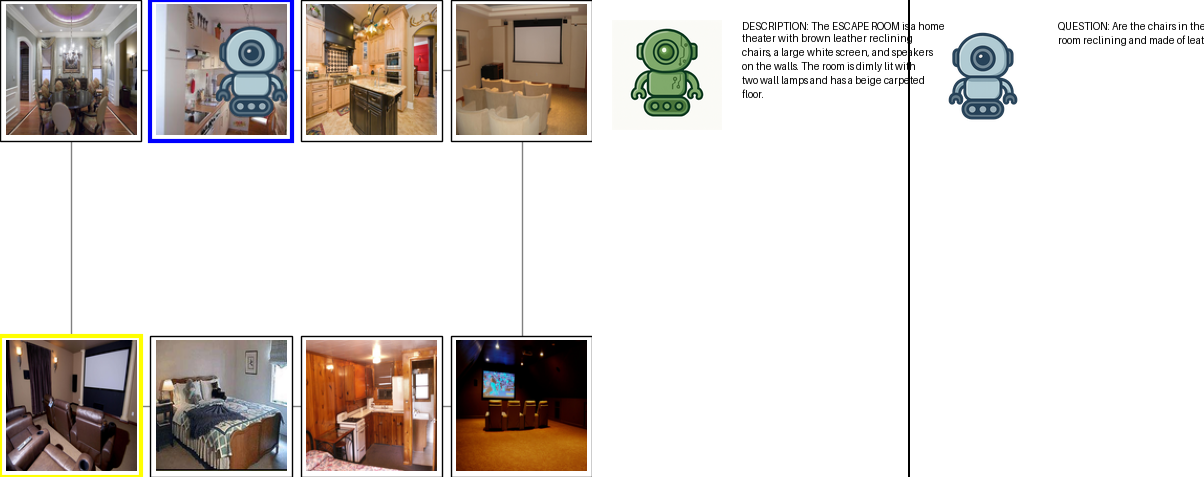 DESCRIPTION: The ESCAPE ROOM is a home
theater with brown leather reclining
chairs, a large white screen, and speakers
on the walls. The room is dimly lit with
two wall lamps and has a beige carpeted
floor.
QUESTION: Are the chairs in the
room reclining and made of